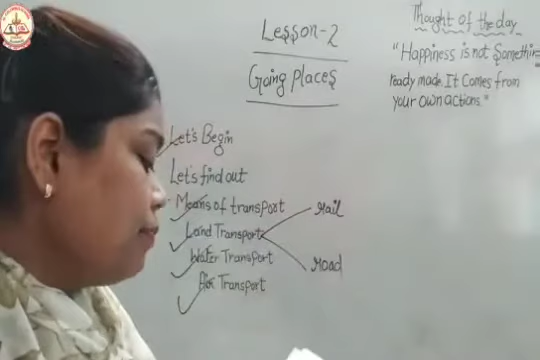 Lesson-2
Going places
Let's Begin
Let's find out
Means of transport
Land Transport
Rail
Road
Water Transport
Air Transport
Thought of the day
"Happiness is not Something
ready made. It Comes from
your own actions."